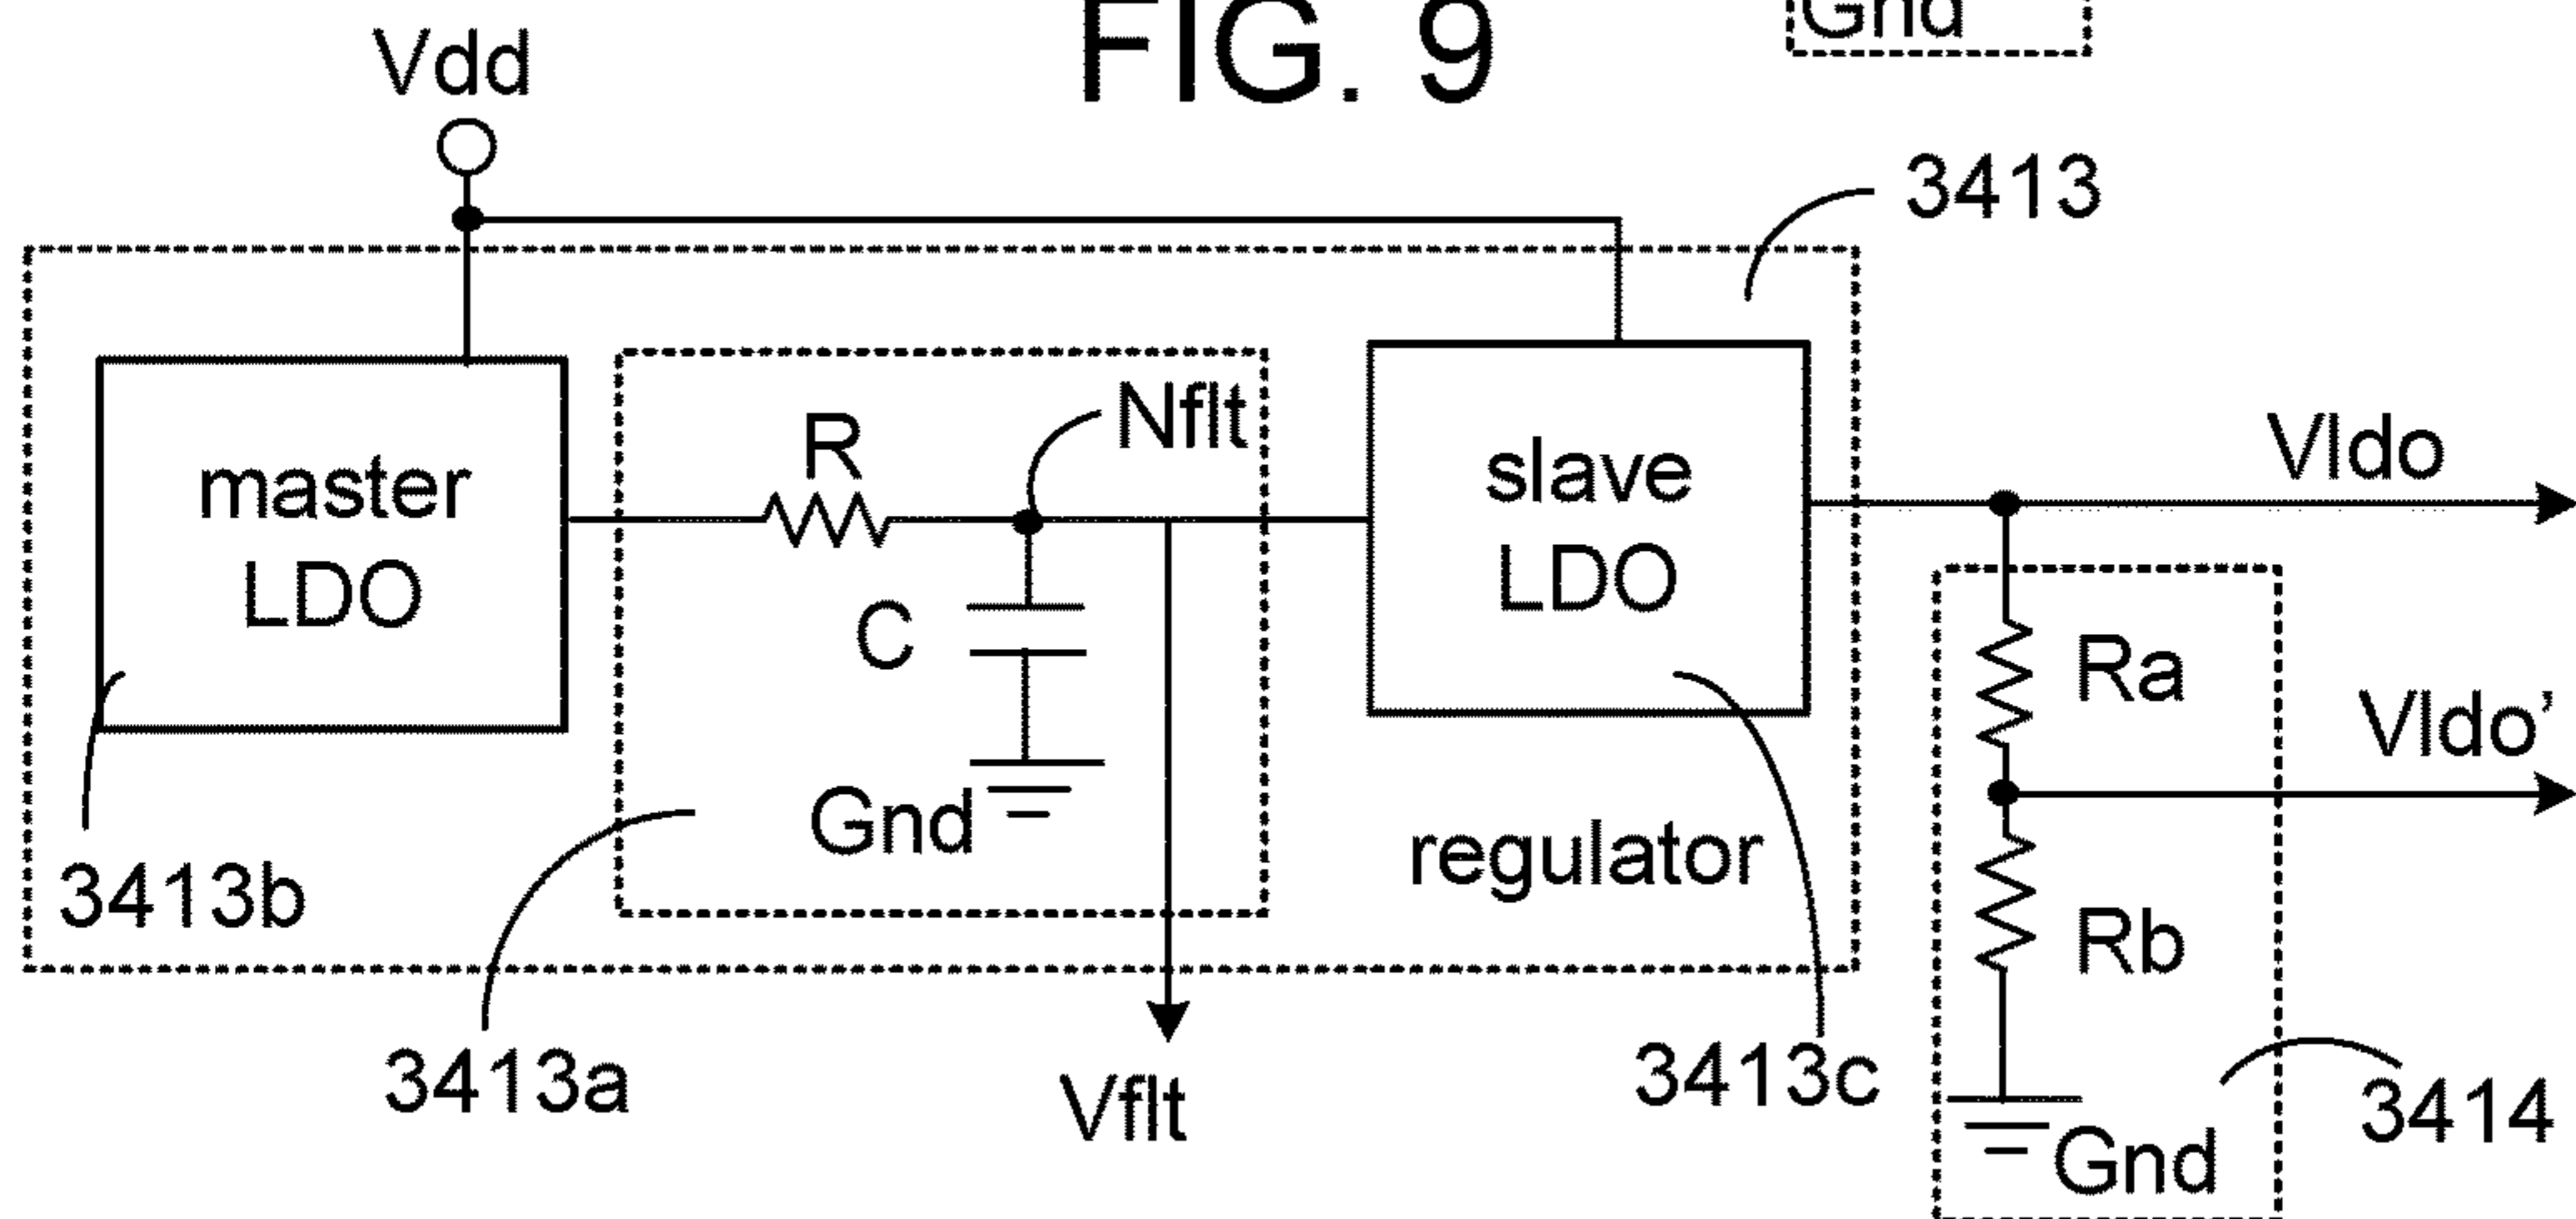 FIG. 9
Gnd
Vdd
3413
Nflt
R
master
LDO
slave
LDO
Vldo
C
Ra
Vldo’
Gnd
regulator
3413b
Rb
3413a
Vflt
3413c
3414
Gnd